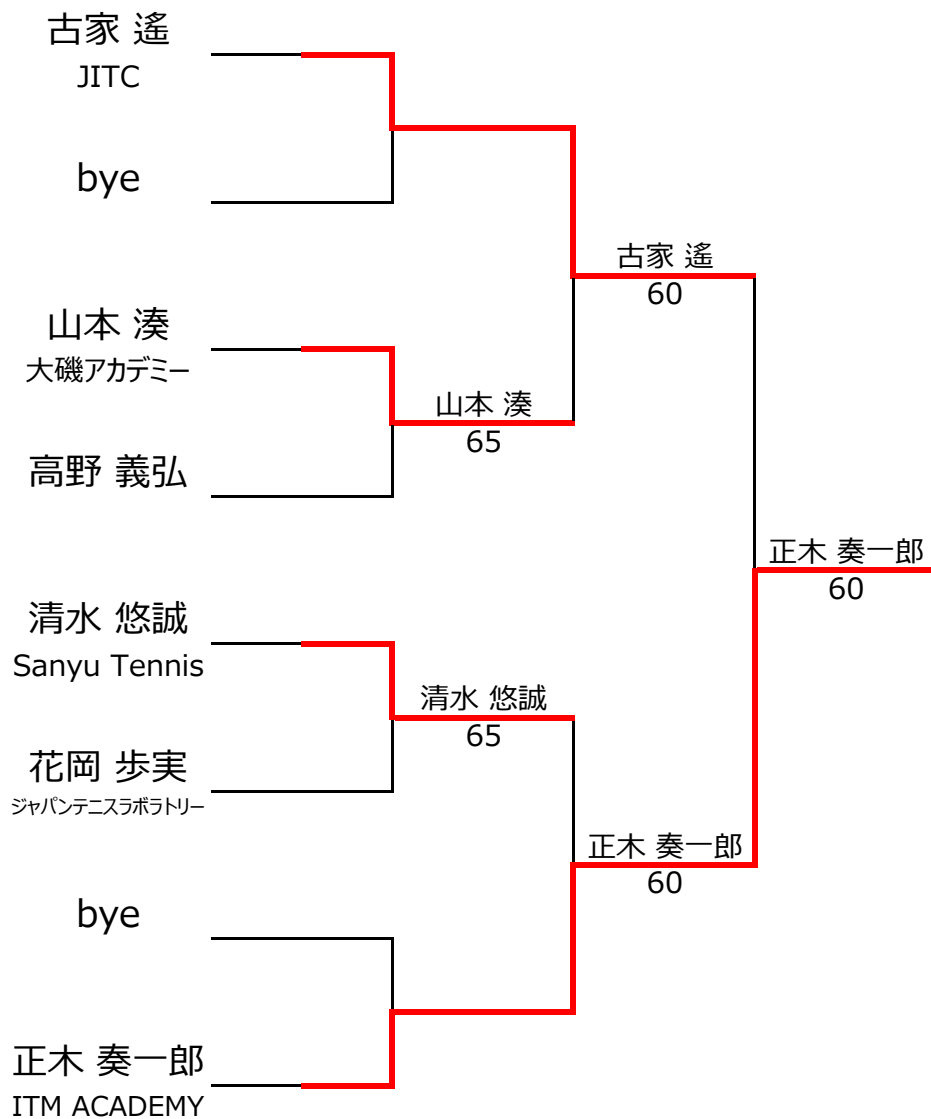 古家 遙
JITC
bye
古家 遙
60
山本 湊
大磯アカデミー
山本 湊
65
高野 義弘
正木 奏一郎
60
清水 悠誠
Sanyu Tennis
清水 悠誠
65
花岡 歩実
ジャパンテニスラボラトリー
正木 奏一郎
60
bye
正木 奏一郎
ITM ACADEMY